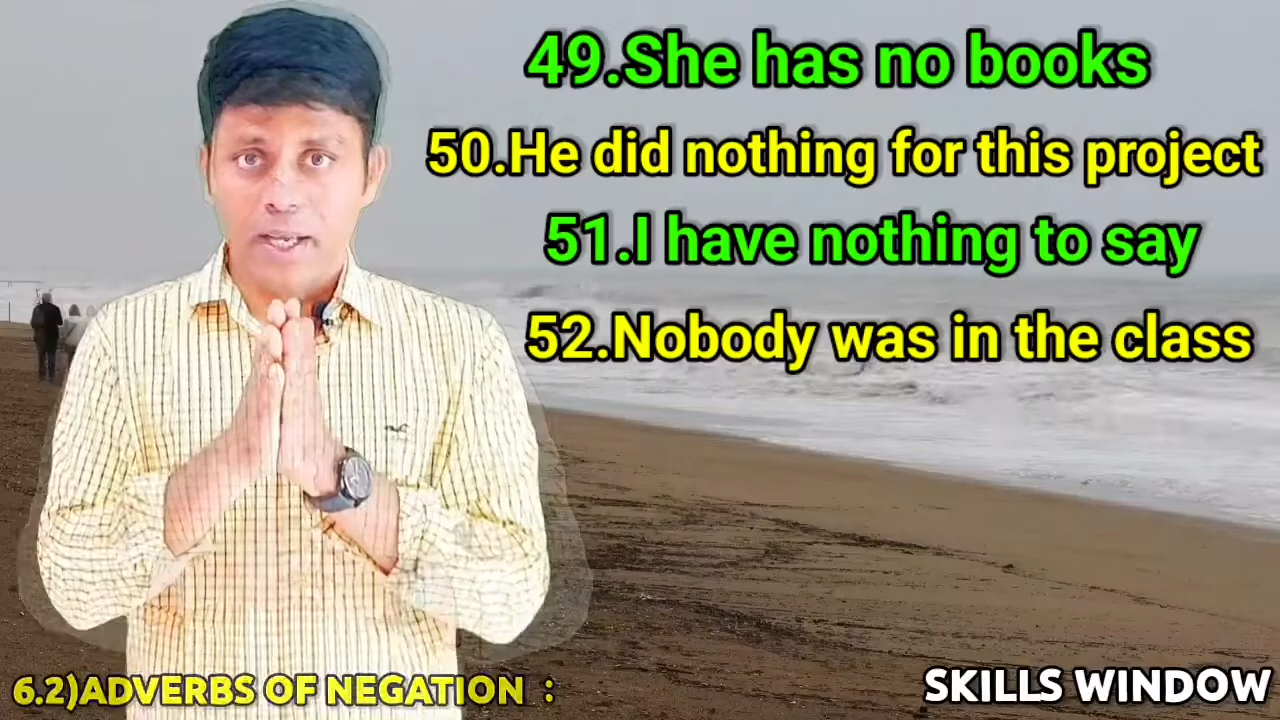 49.She has no books
50.He did nothing for this project
51.I have nothing to say
52.Nobody was in the class
6.2)ADVERBS OF NEGATION :
SKILLS WINDOW